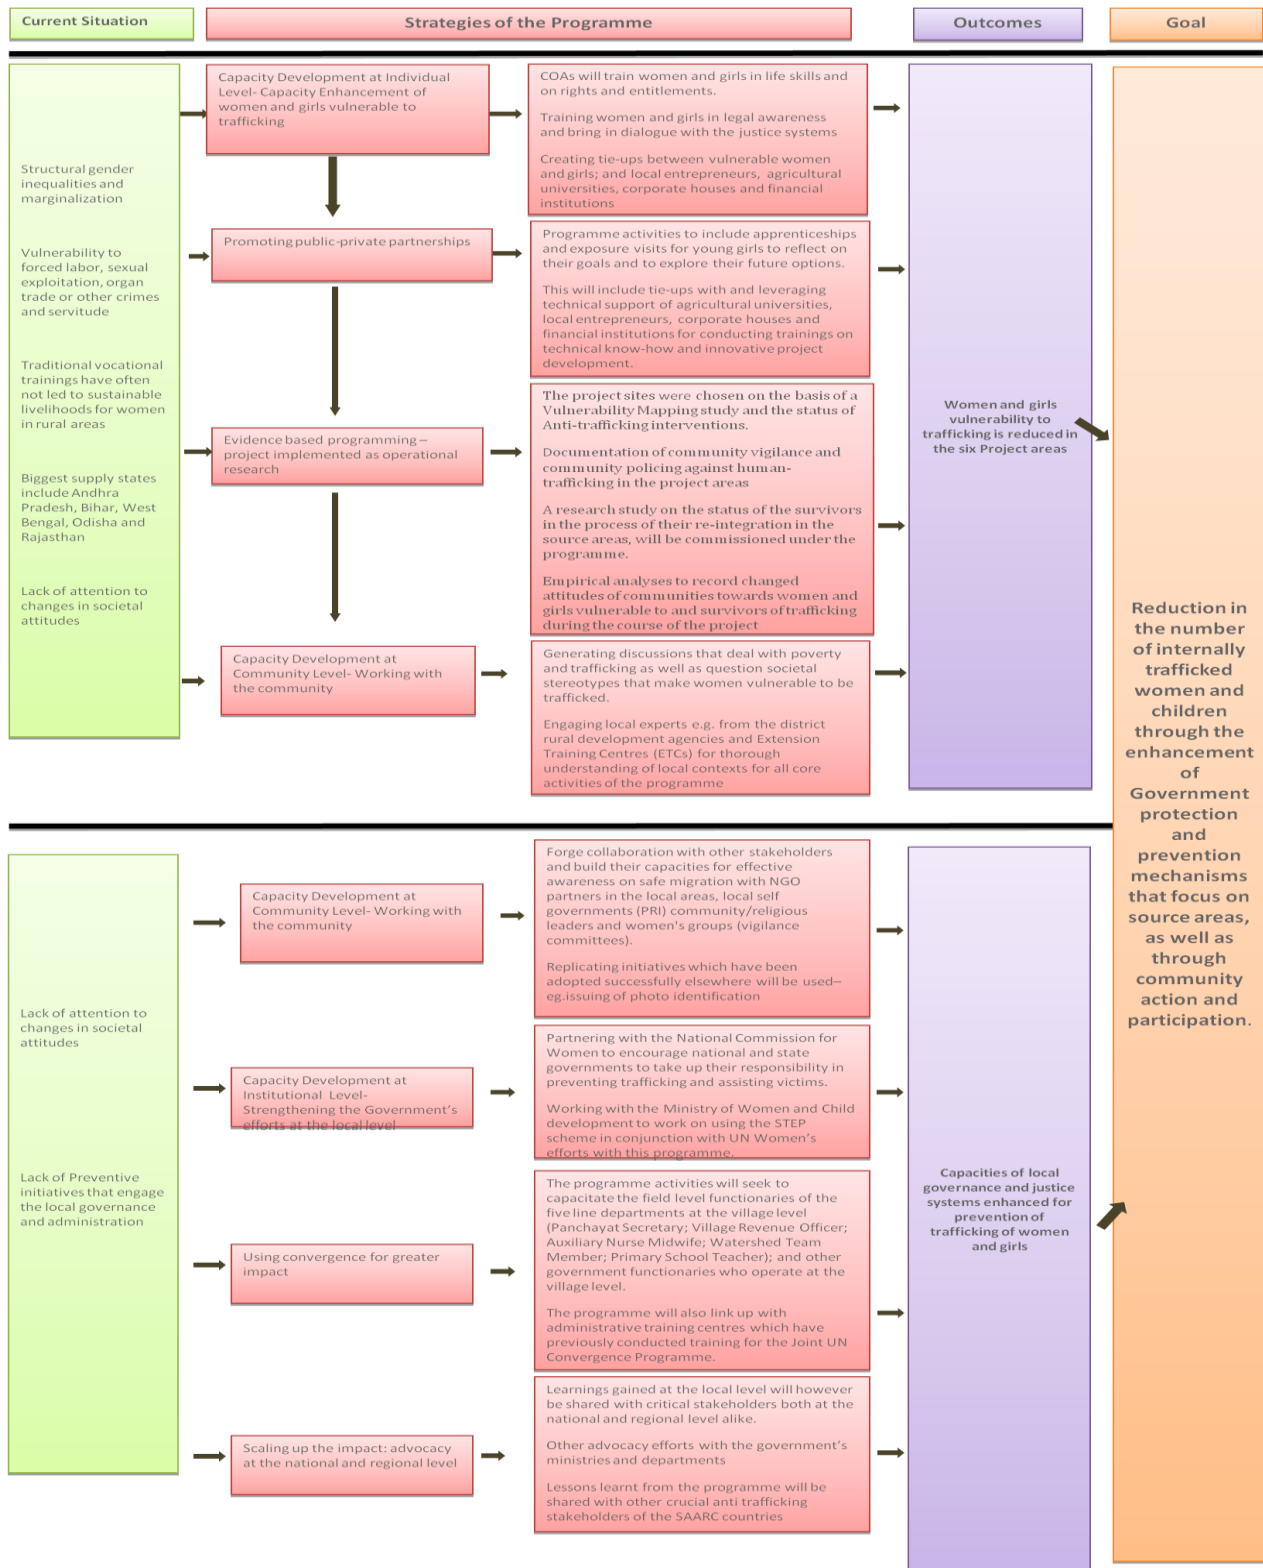 Current Situation
Strategies of the Programme
Outcomes
Goal
Structural gender
inequalities and
marginalization
Vulnerability to
forced labor, sexual
exploitation, organ
trade or other crimes
and servitude
Traditional vocational
trainings have often
not led to sustainable
livelihoods for women
in rural areas
Biggest supply states
include Andhra
Pradesh, Bihar, West
Bengal, Odisha and
Rajasthan
Lack of attention to
changes in societal
attitudes
Capacity Development at Individual
Level- Capacity Enhancement of
women and girls vulnerable to
trafficking
COAs will train women and girls in life skills and
on rights and entitlements.
Training women and girls in legal awareness
and bring in dialogue with the justice systems
Creating tie-ups between vulnerable women
and girls; and local entrepreneurs, agricultural
universities, corporate houses and financial
institutions
Promoting public-private partnerships
Programme activities to include apprenticeships
and exposure visits for young girls to reflect on
their goals and to explore their future options.
This will include tie-ups with and leveraging
technical support of agricultural universities,
local entrepreneurs, corporate houses and
financial institutions for conducting trainings on
technical know-how and innovative project
development.
Evidence based programming –
project implemented as operational
research
The project sites were chosen on the basis of a
Vulnerability Mapping study and the status of
Anti-trafficking interventions.
Documentation of community vigilance and
community policing against human-
trafficking in the project areas
A research study on the status of the survivors
in the process of their re-integration in the
source areas, will be commissioned under the
programme.
Empirical analyses to record changed
attitudes of communities towards women and
girls vulnerable to and survivors of trafficking
during the course of the project
Capacity Development at
Community Level- Working with
the community
Generating discussions that deal with poverty
and trafficking as well as question societal
stereotypes that make women vulnerable to be
trafficked.
Engaging local experts e.g. from the district
rural development agencies and Extension
Training Centres (ETCs) for thorough
understanding of local contexts for all core
activities of the programme
Women and girls
vulnerability to
trafficking is reduced in
the six Project areas
Reduction in
the number
of internally
trafficked
women and
children
through the
enhancement
of
Government
protection
and
prevention
mechanisms
that focus on
source areas,
as well as
through
community
action and
participation.
Lack of attention to
changes in societal
attitudes
Lack of Preventive
initiatives that engage
the local governance
and administration
Capacity Development at
Community Level- Working with
the community
Forge collaboration with other stakeholders
and build their capacities for effective
awareness on safe migration with NGO
partners in the local areas, local self
governments (PRI) community/religious
leaders and women's groups (vigilance
committees).
Replicating initiatives which have been
adopted successfully elsewhere will be used–
eg.issuing of photo identification
Capacity Development at
Institutional Level-
Strengthening the Government's
efforts at the local level
Partnering with the National Commission for
Women to encourage national and state
governments to take up their responsibility in
preventing trafficking and assisting victims.
Working with the Ministry of Women and Child
development to work on using the STEP
scheme in conjunction with UN Women's
efforts with this programme.
Using convergence for greater
impact
The programme activities will seek to
capacitate the field level functionaries of the
five line departments at the village level
(Panchayat Secretary; Village Revenue Officer;
Auxiliary Nurse Midwife; Watershed Team
Member; Primary School Teacher); and other
government functionaries who operate at the
village level.
The programme will also link up with
administrative training centres which have
previously conducted training for the Joint UN
Convergence Programme.
Scaling up the impact: advocacy
at the national and regional level
Learnings gained at the local level will however
be shared with critical stakeholders both at the
national and regional level alike.
Other advocacy efforts with the government's
ministries and departments
Lessons learnt from the programme will be
shared with other crucial anti trafficking
stakeholders of the SAARC countries
Capacities of local
governance and justice
systems enhanced for
prevention of
trafficking of women
and girls